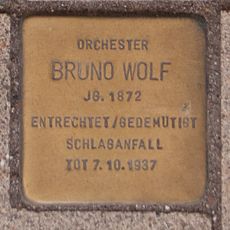 ORCHESTER
BRUNO WOLF
JG. 1872
ENTRECHTET/GEDEMÜTIGT
SCHLAGANFALL
TOT 7.10.1937